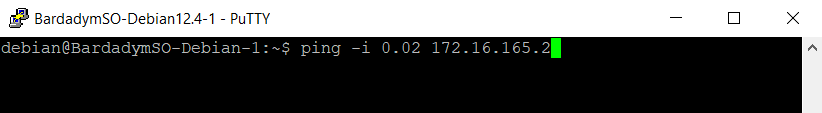 BardadymSO-Debian12.4-1 - PuTTY
debian@BardadymSO-Debian-1:~$ ping -i 0.02 172.16.165.2